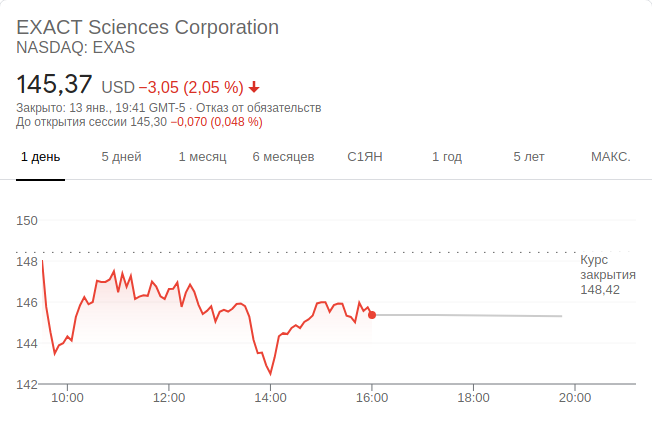 EXACT Sciences Corporation
NASDAQ: EXAS
145,37 USD −3,05 (2,05 %)
Закрыто: 13 янв., 19:41 GMT-5 · Отказ от обязательств
До открытия сессии 145,30 −0,070 (0,048 %)
1 день 5 дней 1 месяц 6 месяцев С1ЯН 1 год 5 лет МАКС.
150
148
Курс
закрытия
148,42
146
144
142
10:00 12:00 14:00 16:00 18:00 20:00